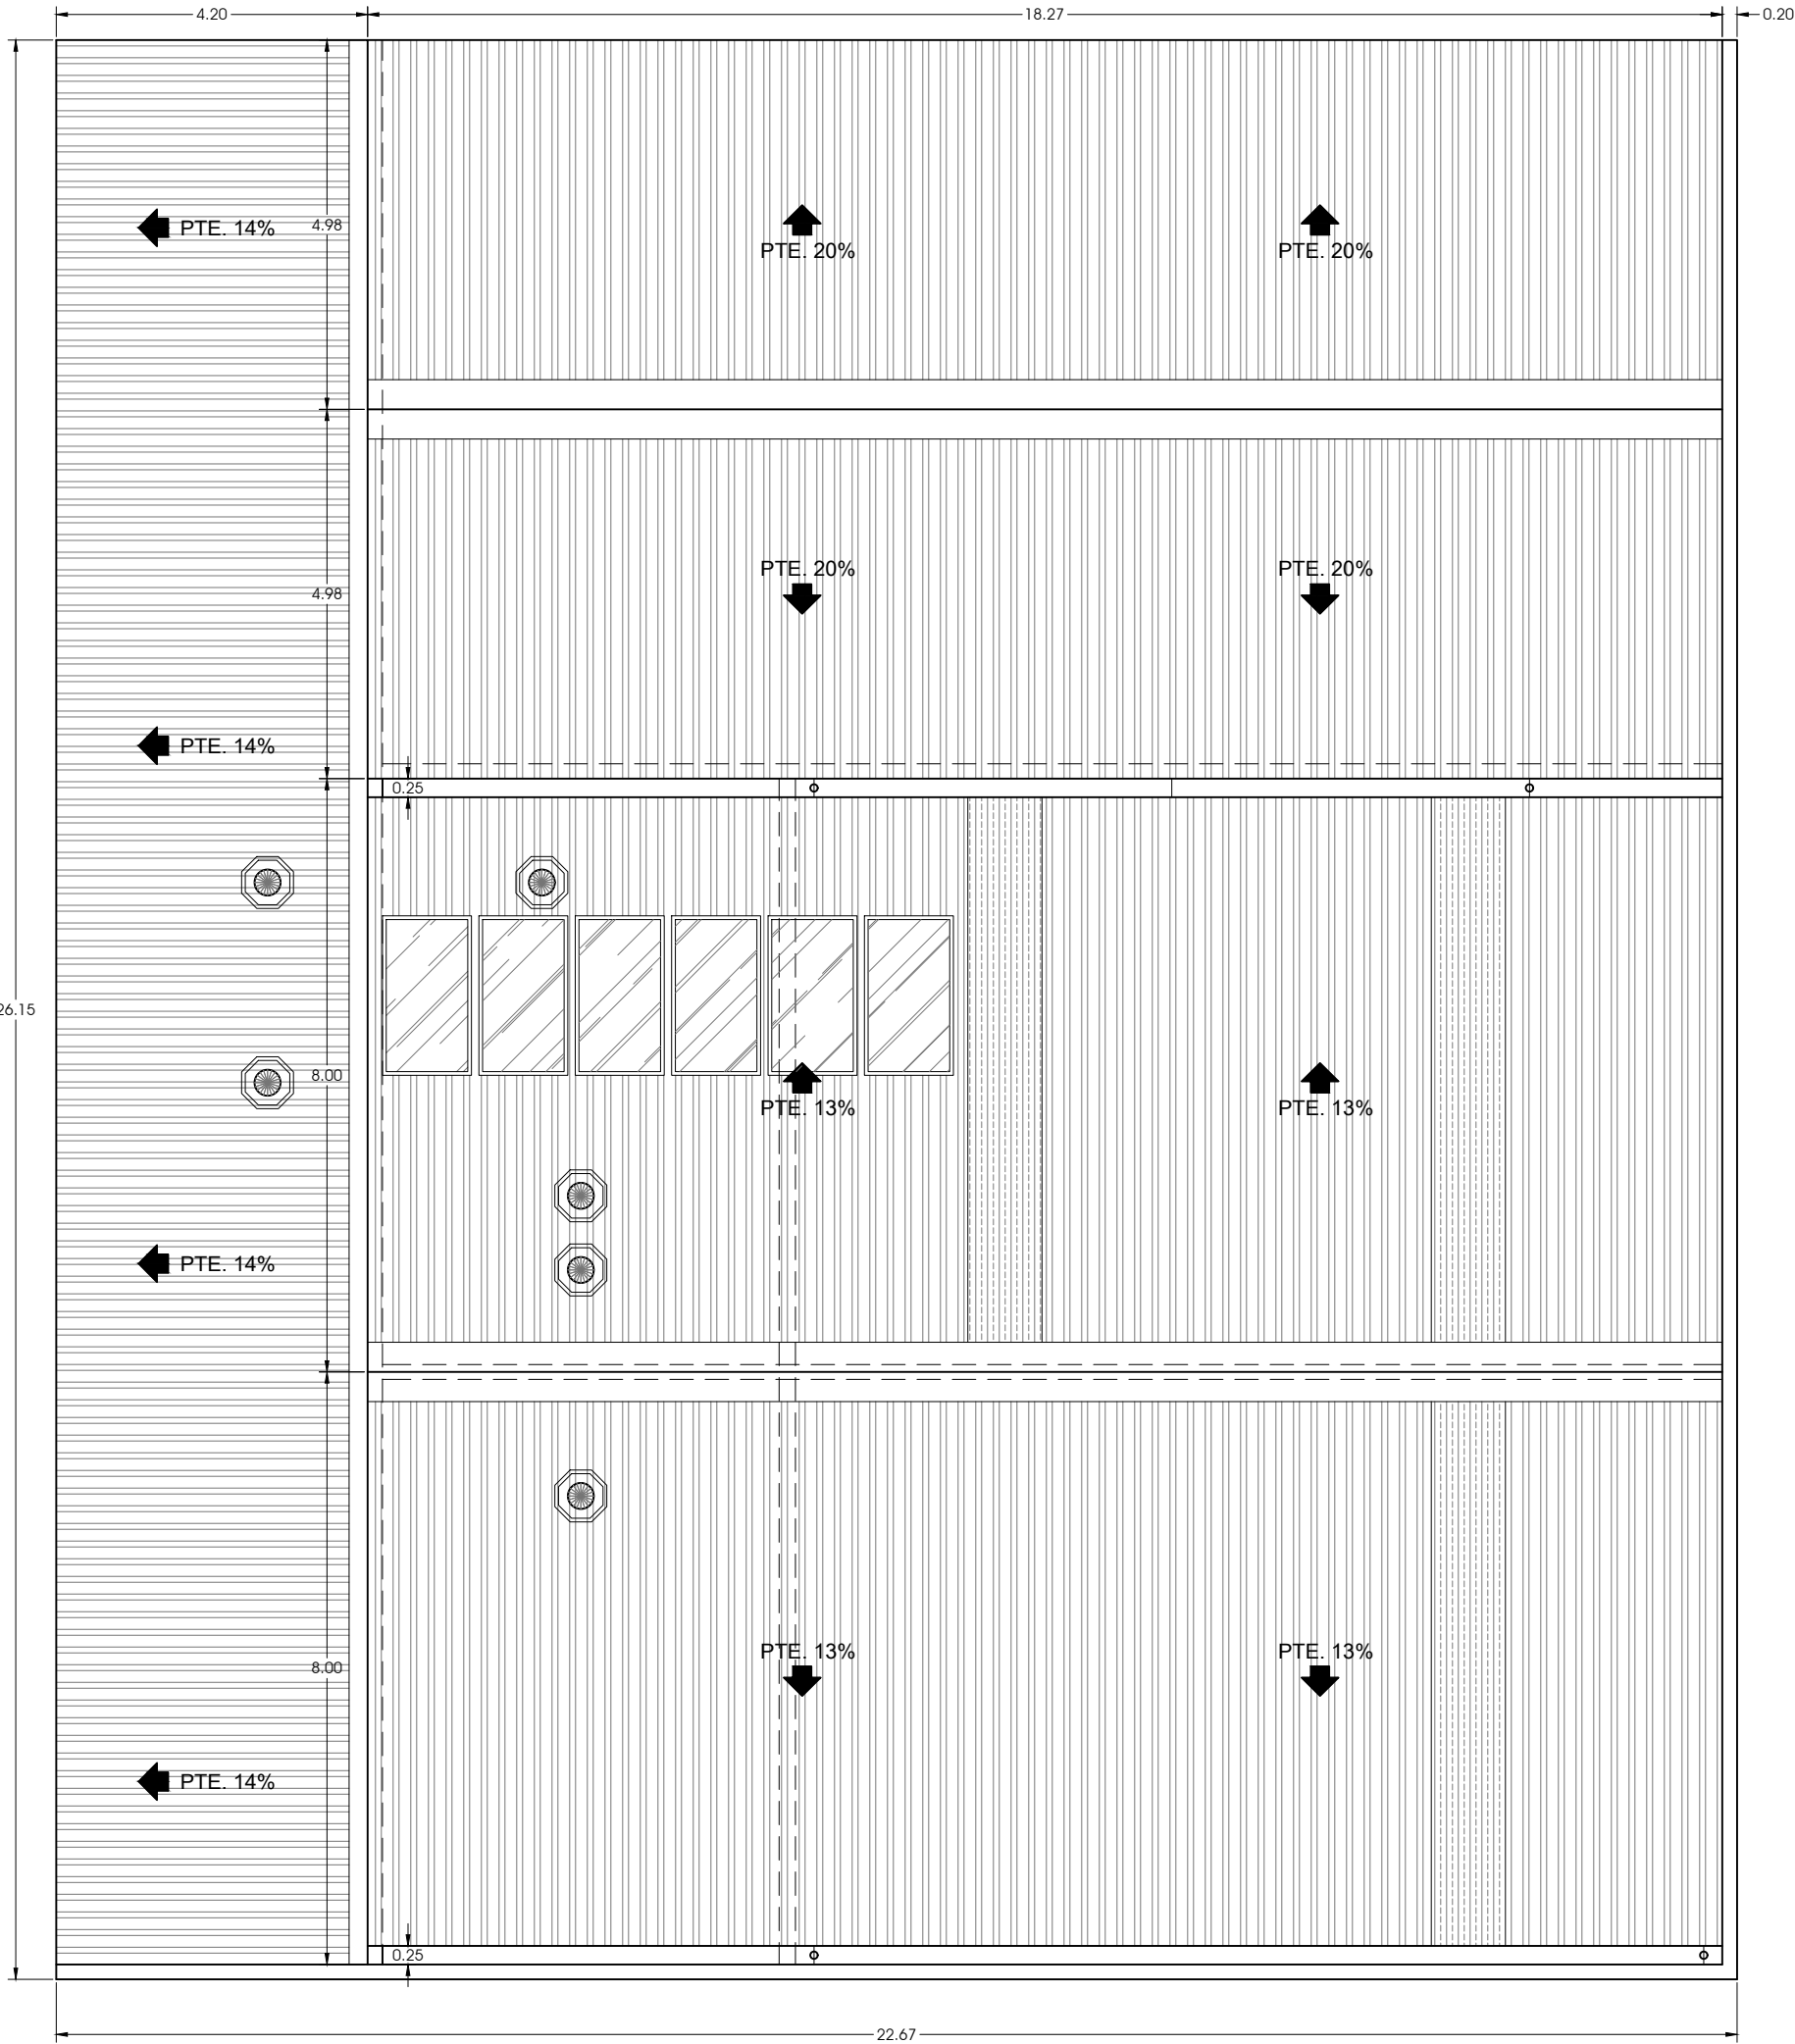 4.20
18.27
0.20
PTE. 14%
4.98
PTE. 20%
PTE. 20%
PTE. 20%
PTE. 20%
4.98
PTE. 14%
0.25
26.15
8.00
PTE. 13%
PTE. 13%
PTE. 14%
PTE. 13%
PTE. 13%
8.00
PTE. 14%
0.25
22.67